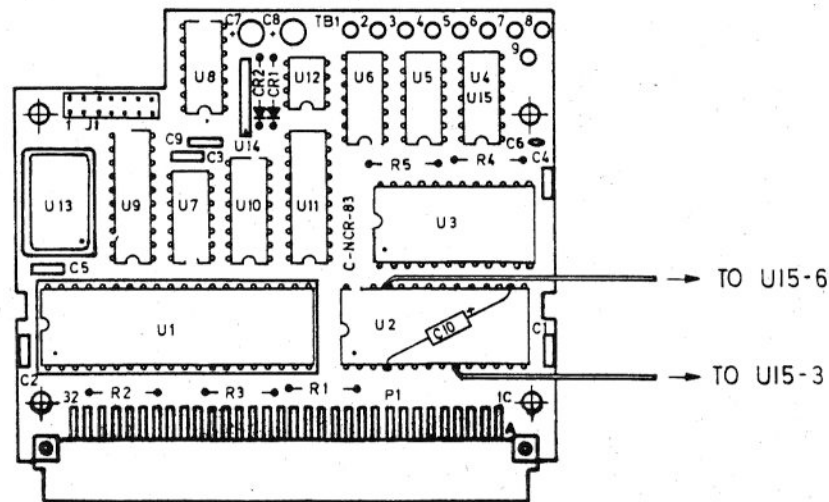 C7 C8 TB1 2 3 4 5 6 7 8
9
U8 CR2 CR1 U12 U6 U5 U4
U15
1 J1
C9 U14 C6
C3 R5 R4 C4
U13 U9 U7 U10 U11 C-NCR-83 U3
C5
TO U15-6
U1 U2 C10 + C1
C2
TO U15-3
32 R2 R3 R1 P1 1C
A